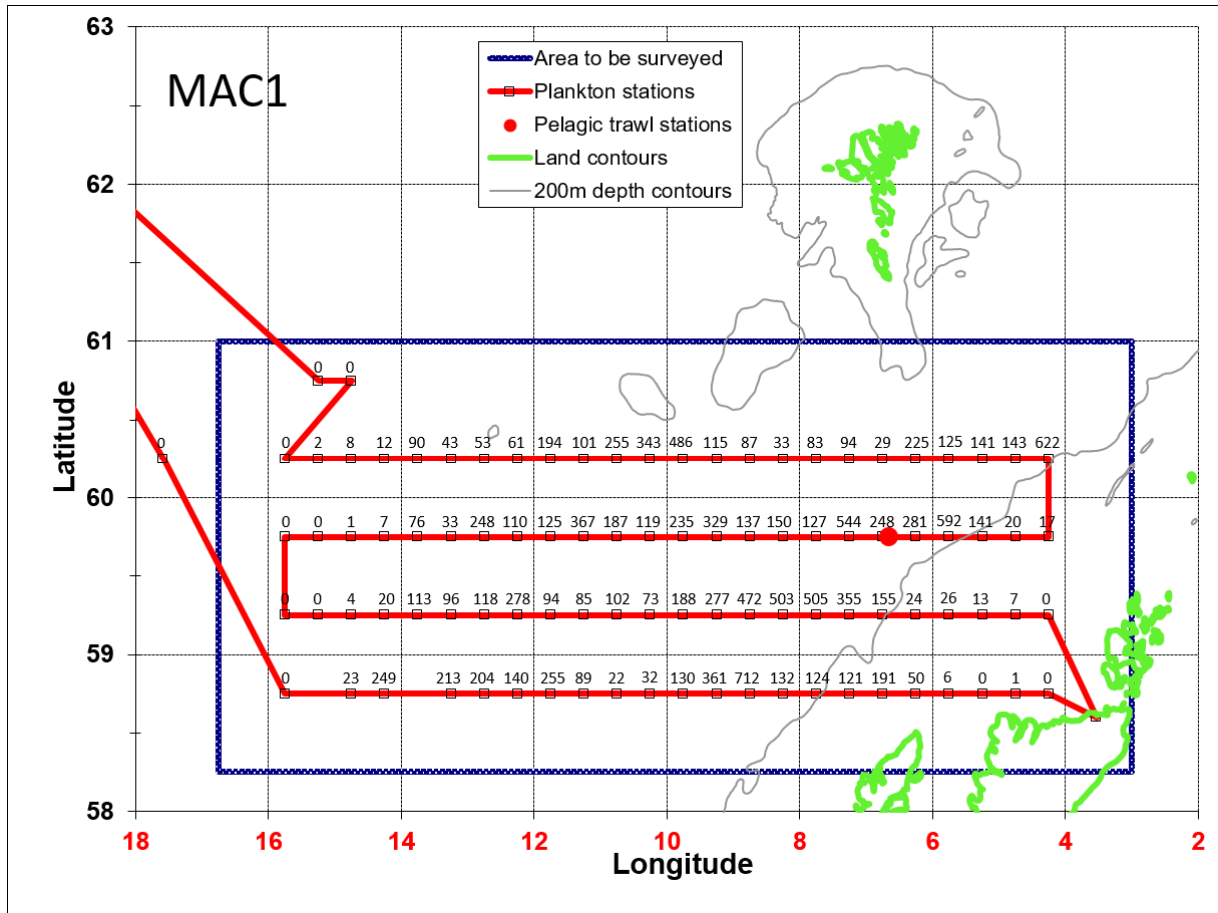 63
MAC1
Area to be surveyed
Plankton stations
Pelagic trawl stations
Land contours
200m depth contours
62
61
0 0
0 0 2 8 12 90 43 53 61 194 101 255 343 486 115 87 33 83 94 29 225 125 141 143 622
Latitude
60
0 0 1 7 76 33 248 110 125 367 187 119 235 329 137 150 127 544 248 281 592 141 20 17
0 0 4 20 113 96 118 278 94 85 102 73 188 277 472 503 505 355 155 24 26 13 7 0
59
0 23 249 213 204 140 255 89 22 32 130 361 712 132 124 121 191 50 6 0 1 0
58
18 16 14 12 10 8 6 4 2
Longitude